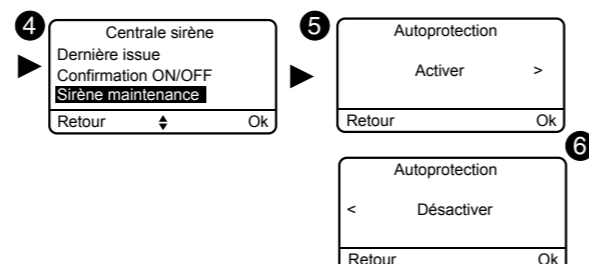 4
Centrale sirène
Dernière issue
Confirmation ON/OFF
Sirène maintenance
Retour Ok
5
Autoprotection
Activer >
Retour Ok
6
Autoprotection
< Désactiver
Retour Ok